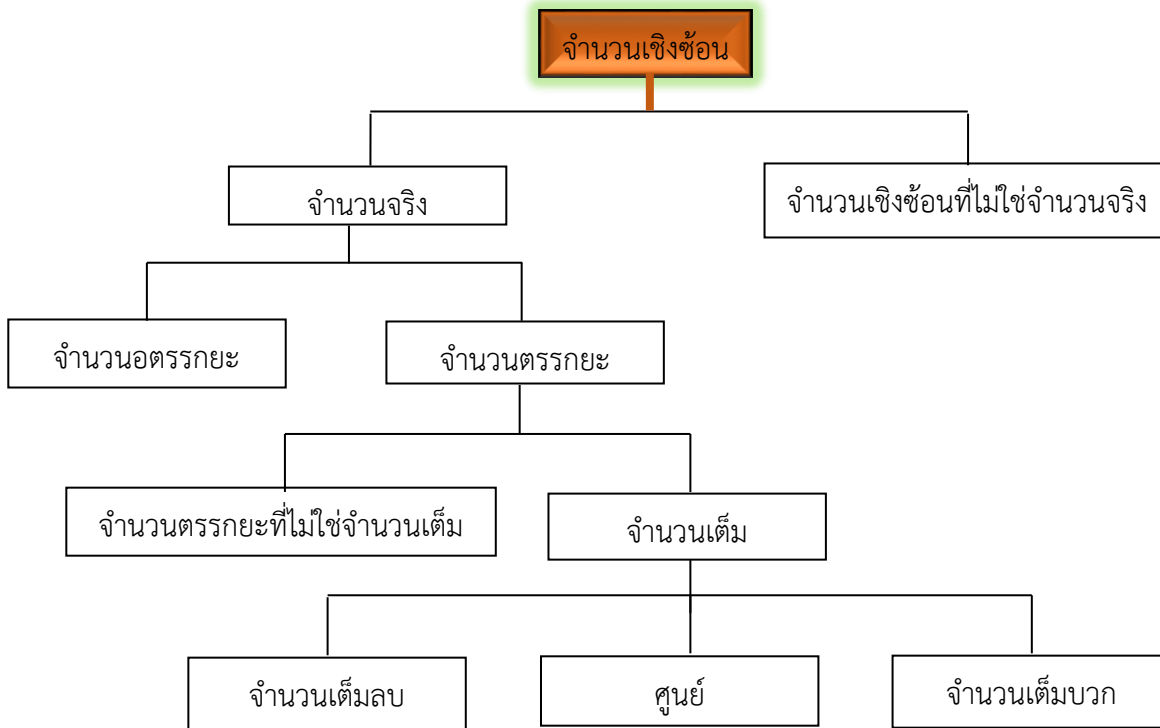 จำนวนเชิงซ้อน
จำนวนจริง
จำนวนเชิงซ้อนที่ไม่ใช่จำนวนจริง
จำนวนอตรรกยะ
จำนวนตรรกยะ
จำนวนตรรกยะที่ไม่ใช่จำนวนเต็ม
จำนวนเต็ม
จำนวนเต็มลบ
ศูนย์
จำนวนเต็มบวก